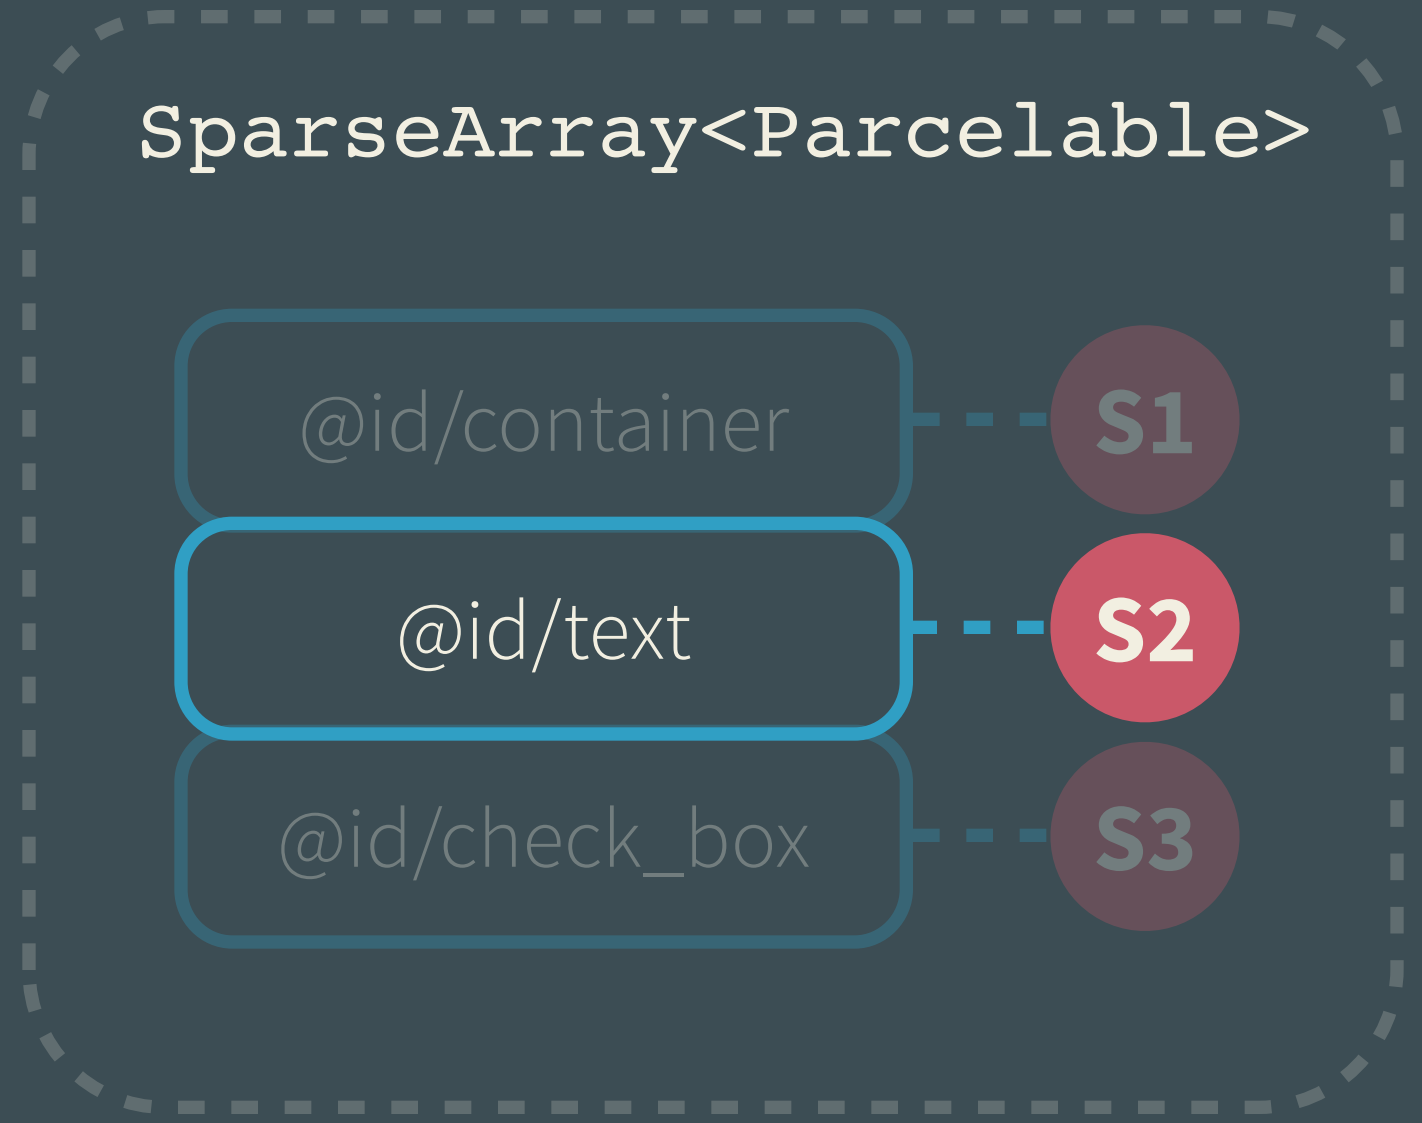 SparseArray<Parcelable>
@id/container S1
@id/text S2
@id/check_box S3